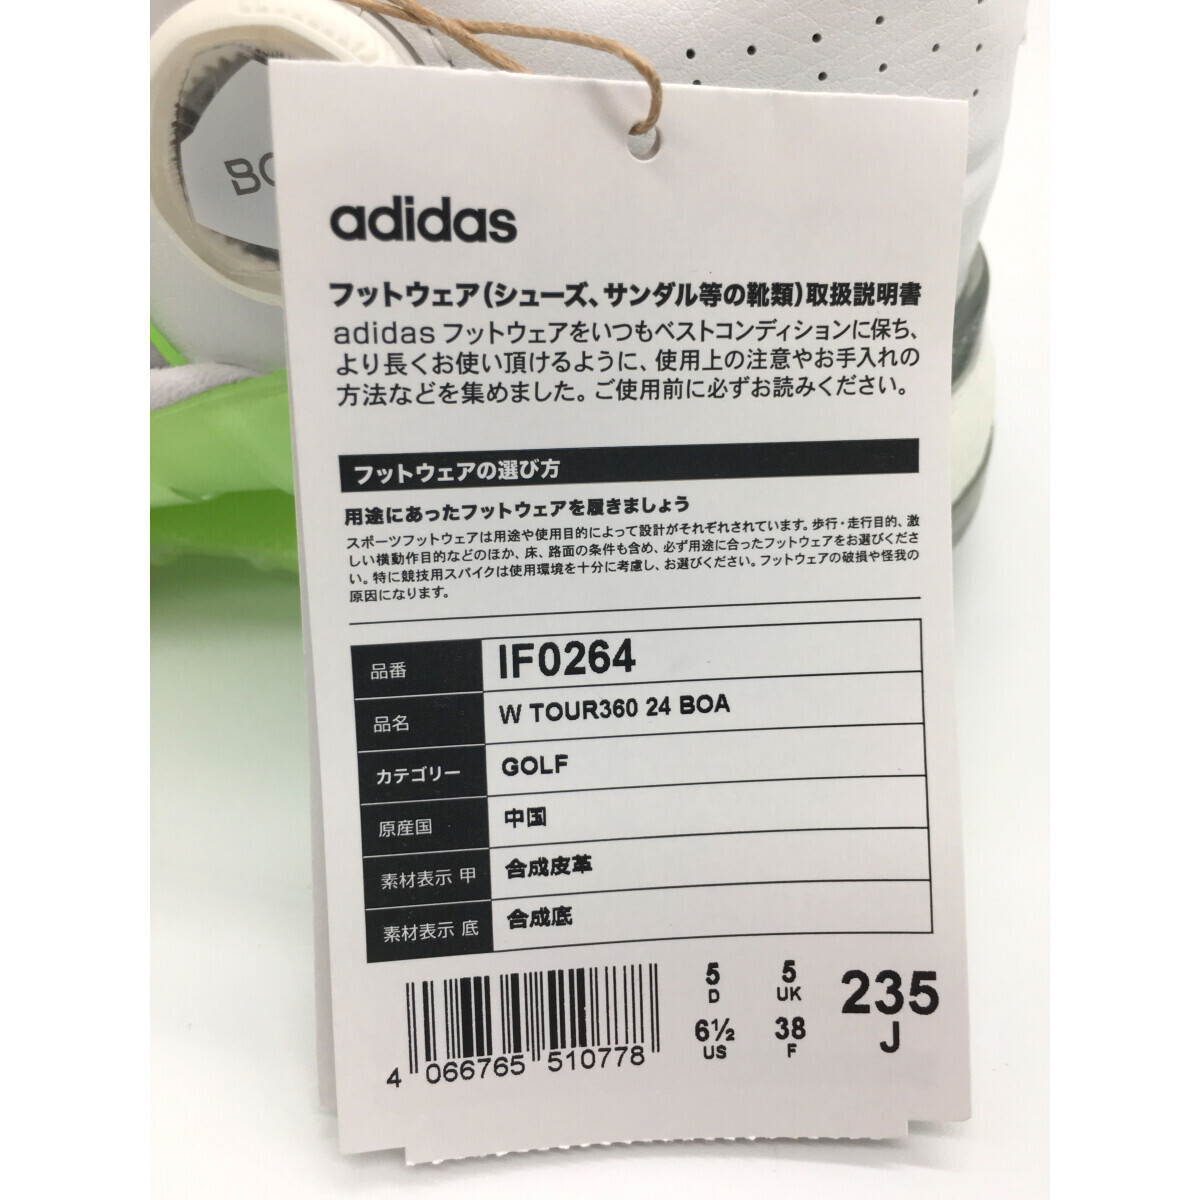 BO
adidas
フットウェア(シューズ、サンダル等の靴類)取扱説明書
adidas フットウェアをいつもベストコンディションに保ち、
より長くお使い頂けるように、使用上の注意やお手入れの
方法などを集めました。ご使用前に必ずお読みください。
フットウェアの選び方
用途にあったフットウェアを履きましょう
スポーツフットウェアは用途や使用目的によって設計がそれぞれされています。歩行・走行目的、激
しい横動作目的などのほか、床、路面の条件も含め、必ず用途に合ったフットウェアをお選びくださ
い。特に競技用スパイクは使用環境を十分に考慮し、お選びください。フットウェアの破損や怪我の
原因になります。
品番 IF0264
品名 W TOUR360 24 BOA
カテゴリー GOLF
原産国 中国
素材表示 甲 合成皮革
素材表示 底 合成底
5 5 235
D UK J
6½ 38
US F
4 066765 510778